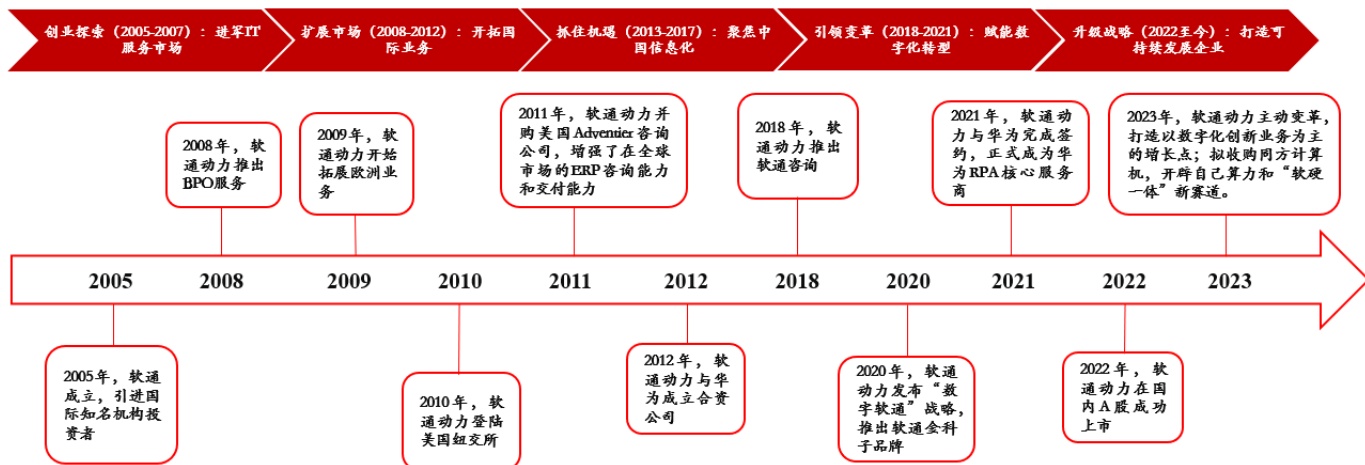 创业探索（2005-2007）：进军IT
服务市场
扩展市场（2008-2012）：开拓国
际业务
抓住机遇（2013-2017）：聚焦中
国信息化
引领变革（2018-2021）：赋能数
字化转型
升级战略（2022至今）：打造可
持续发展企业
2008年，软
通动力推出
BPO服务
2009年，软
通动力开始
拓展欧洲业
务
2011年，软通动力并
购美国Adventier咨询
公司，增强了在全球
市场的ERP咨询能力
和交付能力
2018年，软
通动力推出
软通咨询
2021年，软通动
力与华为完成签
约，正式成为华
为RPA核心服务
商
2023年，软通动力主动变革，
打造以数字化创新业务为主
的增长点；拟收购同方计算
机，开辟自己算力和“软硬
一体”新赛道。
2005
2008
2009
2010
2011
2012
2018
2020
2021
2022
2023
2005年，软通
成立，引进国
际知名机构投
资者
2010年，软
通动力登陆
美国纽交所
2012年，软
通动力与华
为成立合资
公司
2020年，软通
动力发布“数
字软通”战略，
推出软通金科
子品牌
2022年，软
通动力在国
内A股成功
上市